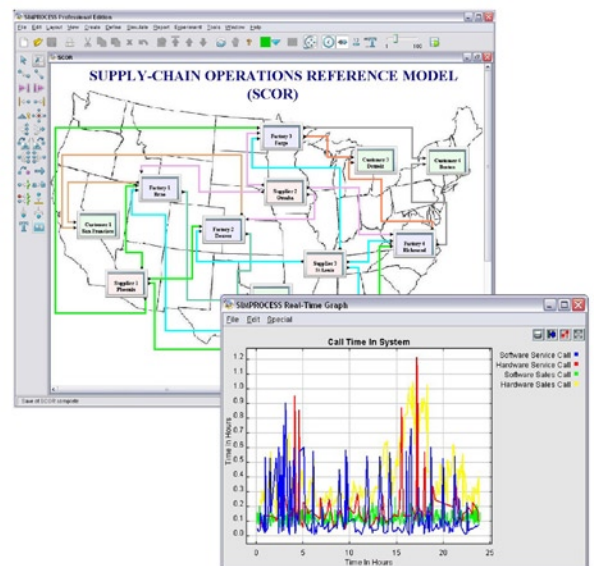 SIMPROCESS Professional Edition
File Edit Layout View Create Define Simulate Report Experiment Tools Window Help
SCOR
SUPPLY-CHAIN OPERATIONS REFERENCE MODEL
(SCOR)
Factory 3
Fargo
Customer 3
Detroit
Customer 4
Boston
Factory 1
Supplier 2
Omaha
Customer 1
San Francisco
Factory 2
Denver
Factory 4
Richmond
Supplier 3
St Louis
Supplier 1
Phoenix
Save of SCOR complete
SIMPROCESS Real-Time Graph
File Edit Special
Call Time In System
Software Service Call
Hardware Service Call
Software Sales Call
Hardware Sales Call
Time In Hours
1.2
1.1
1.0
0.9
0.8
0.7
0.6
0.5
0.4
0.3
0.2
0.1
0.0
0 5 10 15 20 25
Time In Hours